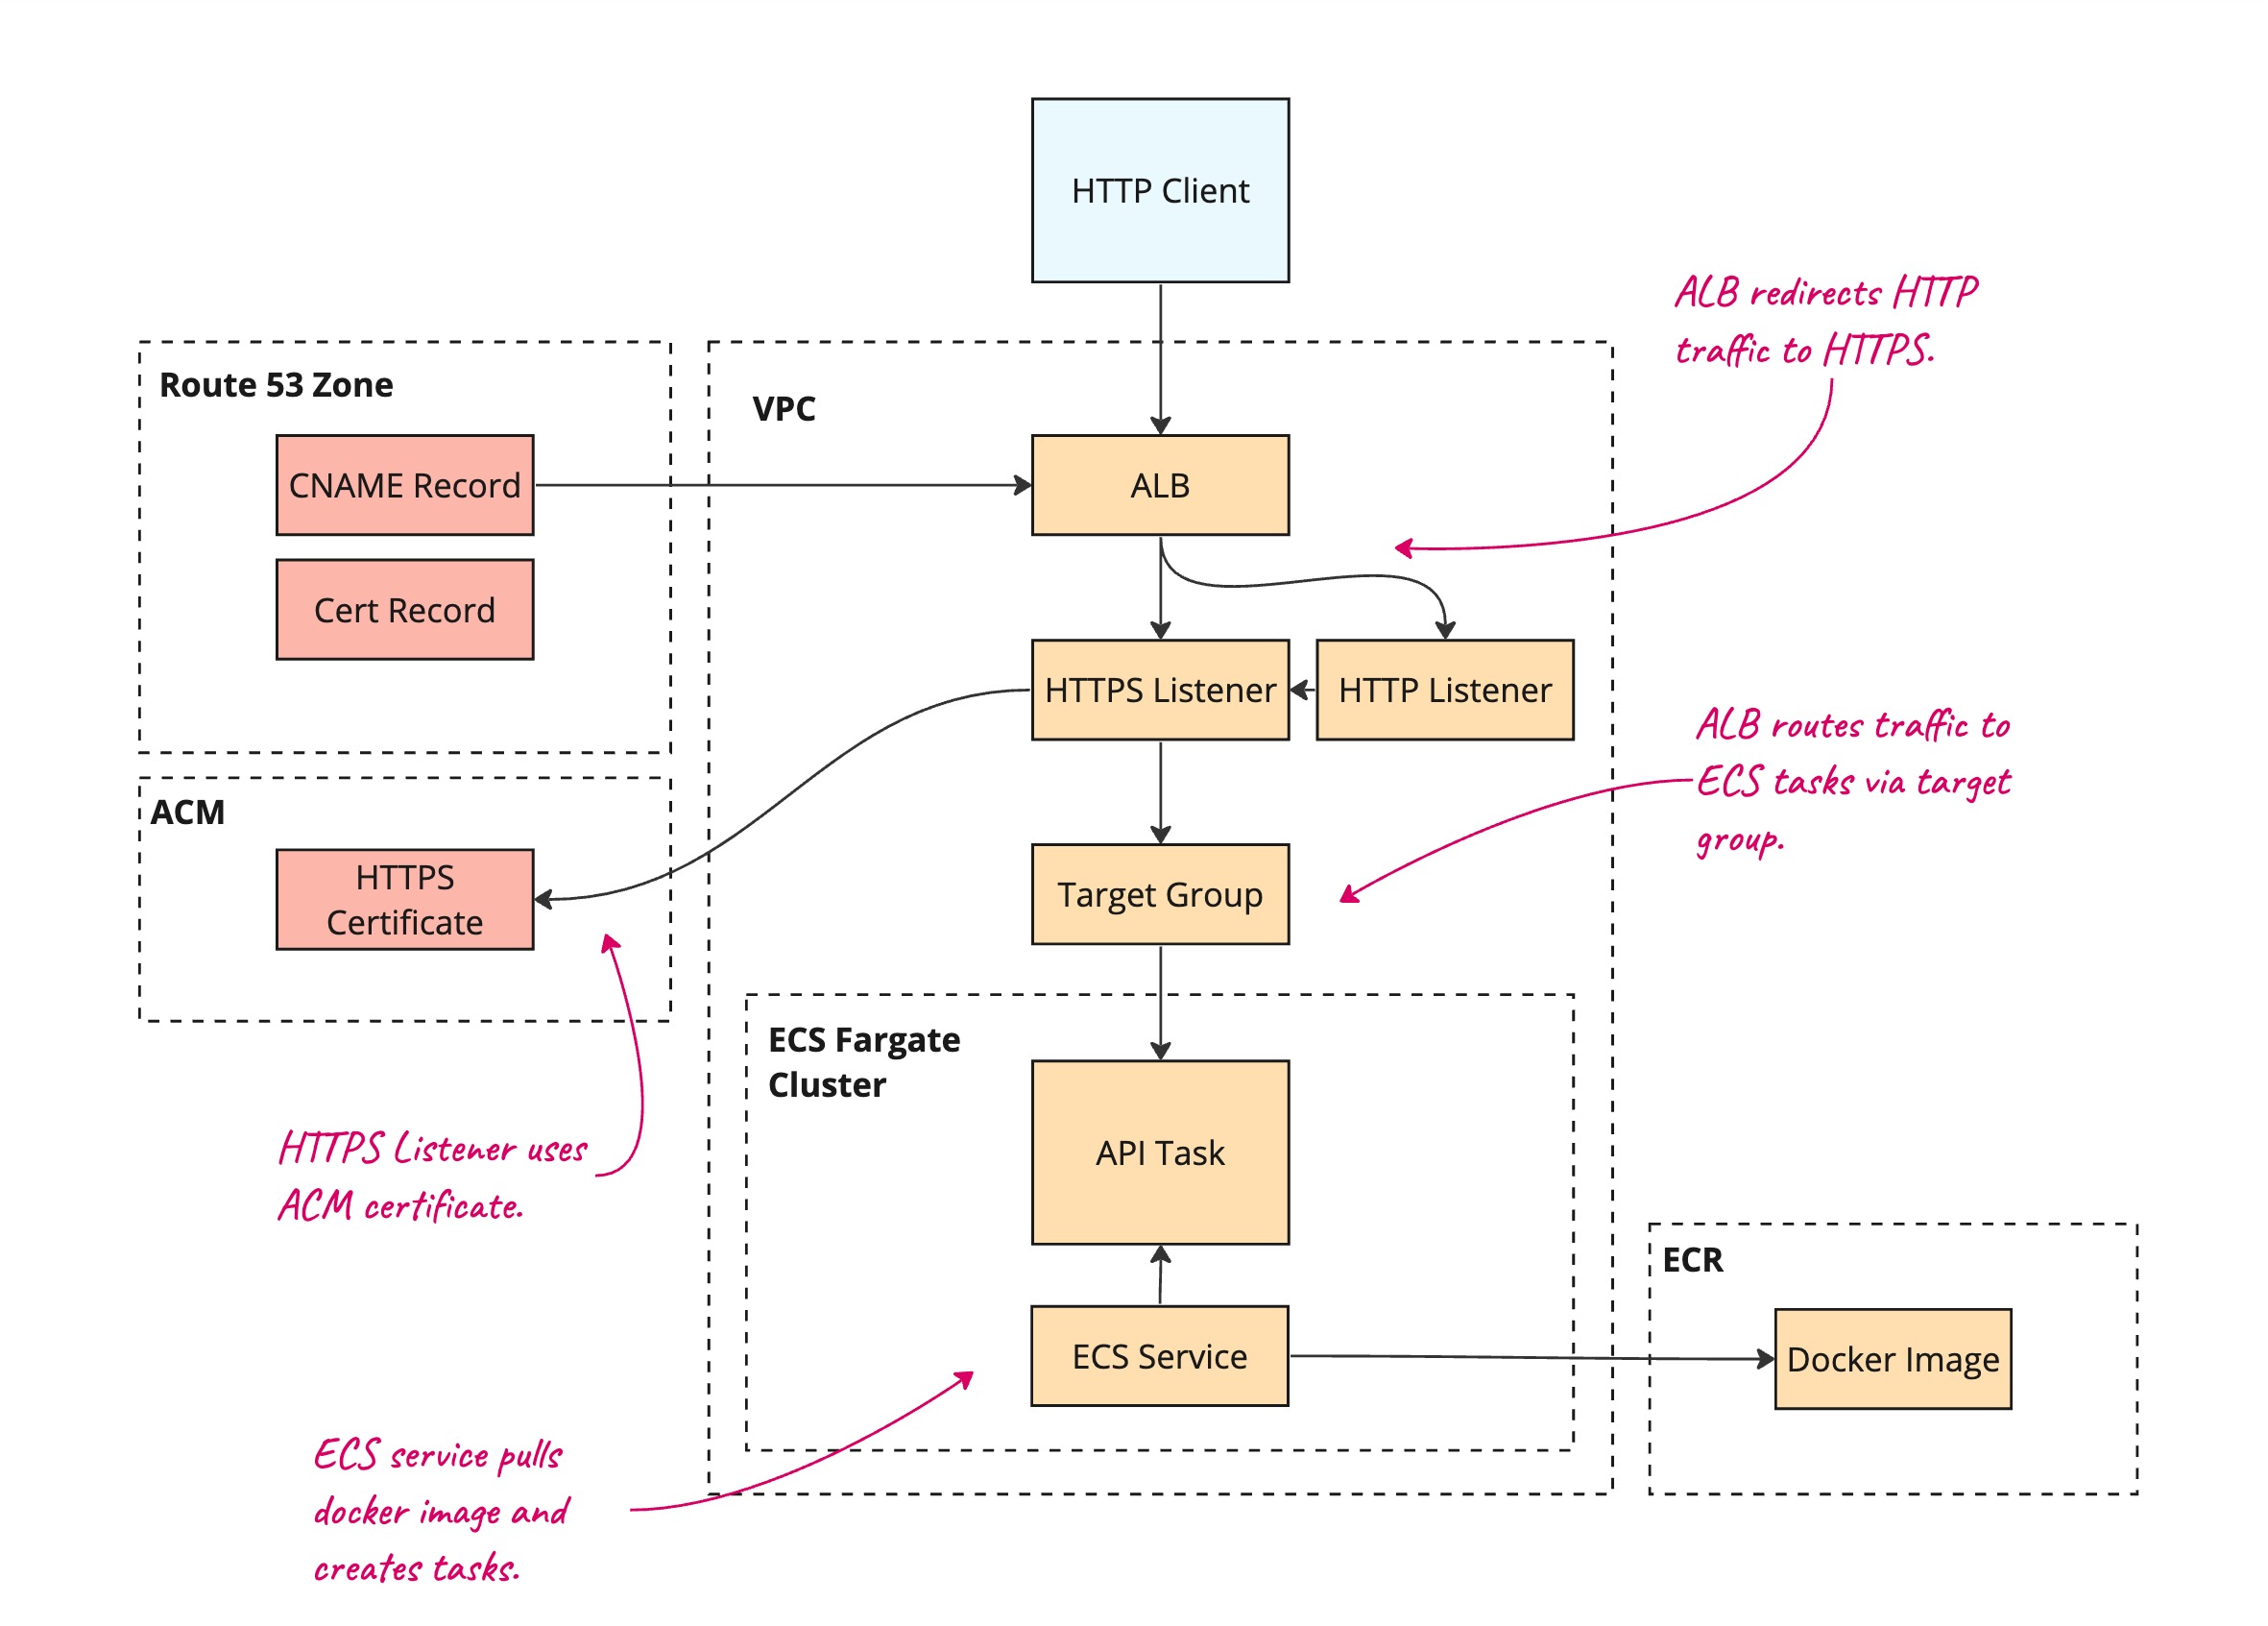 HTTP Client
ALB redirects HTTP
traffic to HTTPS.
Route 53 Zone
VPC
CNAME Record
ALB
Cert Record
HTTPS Listener
HTTP Listener
ALB routes traffic to
ECS tasks via target
group.
ACM
HTTPS
Certificate
Target Group
ECS Fargate
Cluster
API Task
HTTPS Listener uses
ACM certificate.
ECR
ECS Service
Docker Image
ECS service pulls
docker image and
creates tasks.